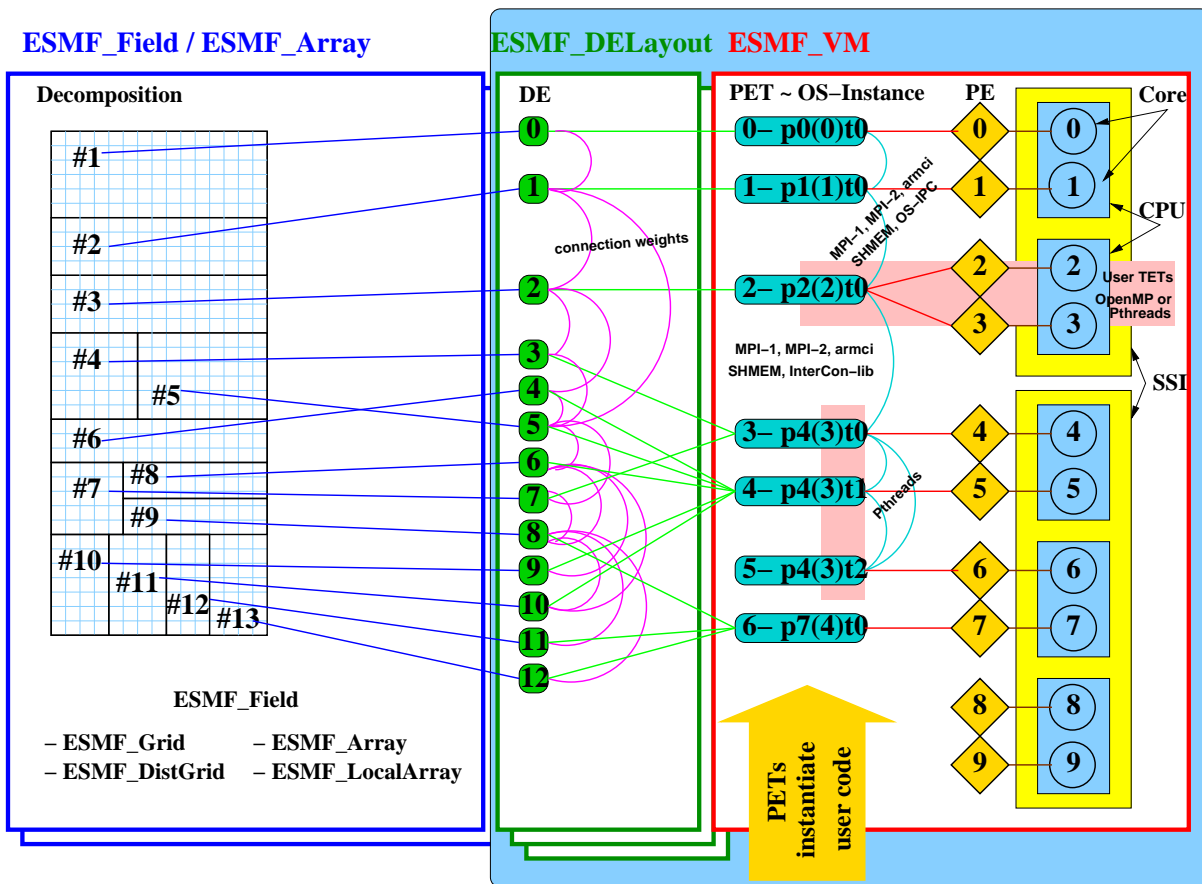 ESMF_Field / ESMF_Array
ESMF_DELayout
ESMF_VM
Decomposition
#1
#2
#3
#4
#5
#6
#7
#8
#9
#10
#11
#12
#13
ESMF_Field
– ESMF_Grid
– ESMF_Array
– ESMF_DistGrid
– ESMF_LocalArray
DE
0
1
2
3
4
5
6
7
8
9
10
11
12
connection weights
PET ~ OS–Instance
0– p0(0)t0
1– p1(1)t0
2– p2(2)t0
3– p4(3)t0
4– p4(3)t1
5– p4(3)t2
6– p7(4)t0
MPI–1, MPI–2, armci
SHMEM, OS–IPC
MPI–1, MPI–2, armci
SHMEM, InterCon–lib
Pthreads
PETs
instantiate
user code
PE
0
1
2
3
4
5
6
7
8
9
0
1
2
3
4
5
6
7
8
9
Core
CPU
User TETs
OpenMP or
Pthreads
SSI